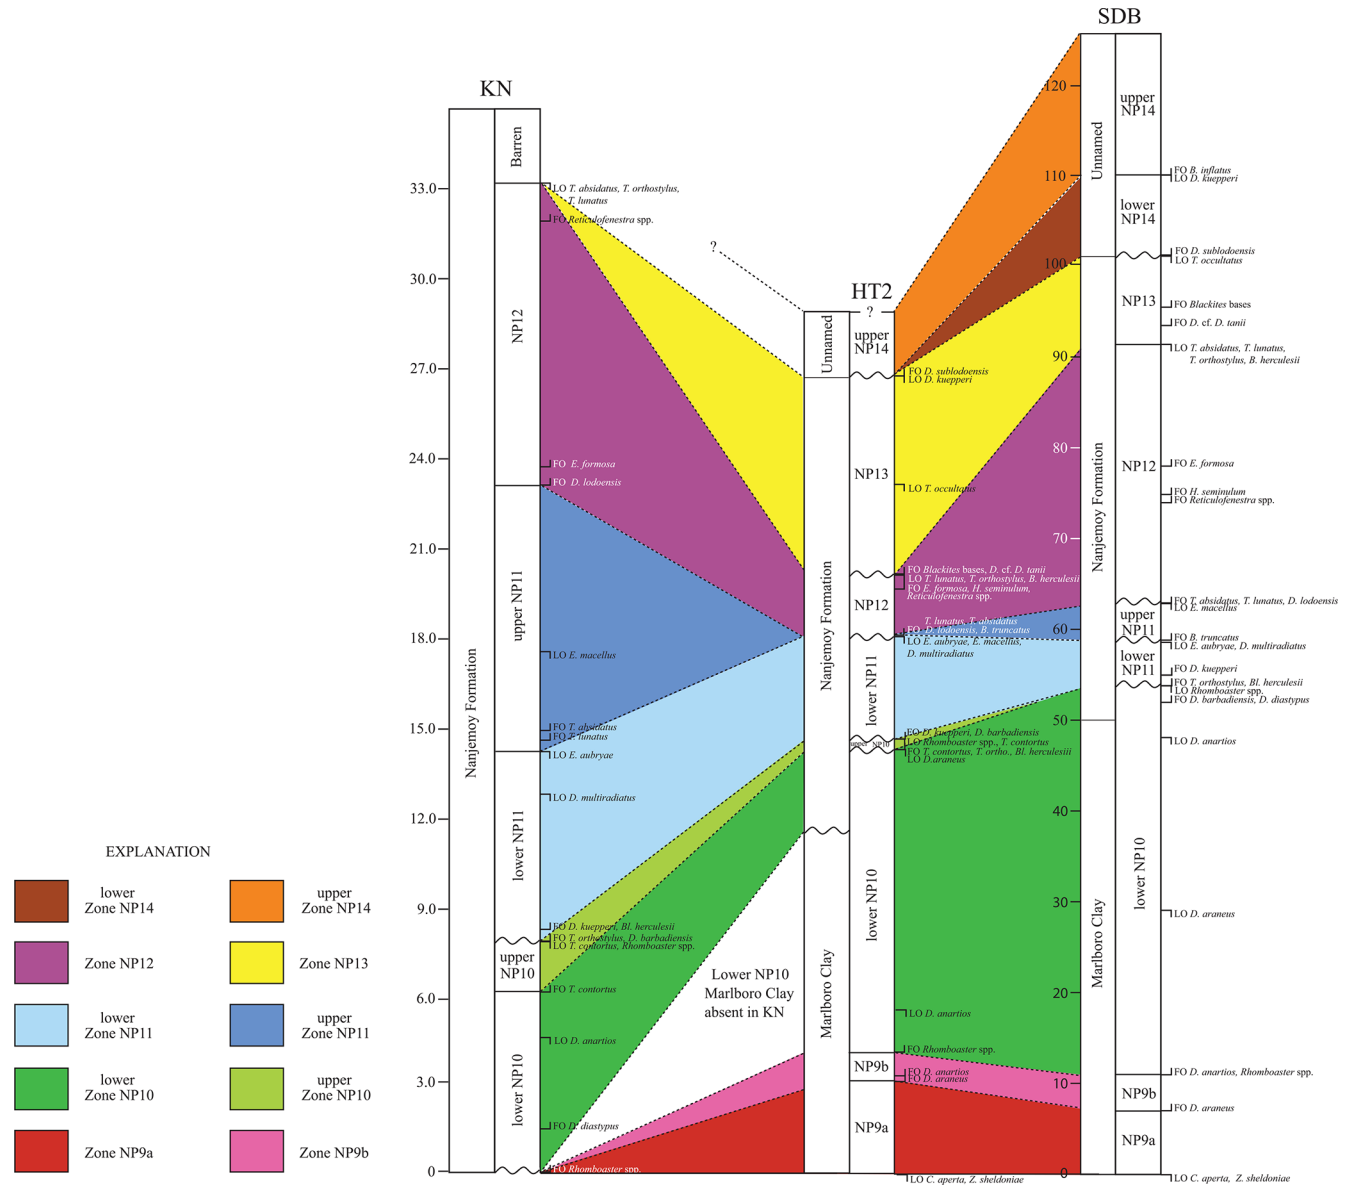 SDB
KN
HT2
120
110
100
90
80
70
60
50
40
30
20
10
0
33.0
30.0
27.0
24.0
21.0
18.0
15.0
12.0
9.0
6.0
3.0
0
Nanjemoy Formation
Barren
NP12
upper NP11
lower NP11
upper
NP10
lower NP10
LO T. absidatus, T. orthostylus,
T. lunatus
FO Reticulofenestra spp.
FO E. formosa
FO D. lodoensis
LO E. macellus
FO T. absidatus
FO T. lunatus
LO E. aubryae
LO D. multiradiatus
FO D. kuepperi, Bl. herculesii
FO T. orthostylus, D. barbadiensis
LO T. contortus, Rhomboaster spp.
FO T. contortus
LO D. anartios
FO D. diastypus
FO Rhomboaster spp.
?
Lower NP10
Marlboro Clay
absent in KN
Unnamed
Nanjemoy Formation
Marlboro Clay
?
upper
NP14
NP13
NP12
lower NP11
upper NP10
lower NP10
NP9b
NP9a
FO D. sublodoensis
LO D. kuepperi
LO T. occultatus
FO Blackites bases, D. cf. D. tanii
LO T. lunatus, T. orthostylus, B. herculesii
FO E. formosa, H. seminulum,
Reticulofenestra spp.
T. lunatus, T. absidatus
FO D. lodoensis, B. truncatus
LO E. aubryae, E. macellus,
D. multiradiatus
FO D. kuepperi, D. barbadiensis
LO Rhomboaster spp., T. contortus
FO T. contortus, T. ortho., Bl. herculesiii
LO D.araneus
LO D. anartios
FO Rhomboaster spp.
FO D. anartios
FO D. araneus
LO C. aperta, Z. sheldoniae
Unnamed
Nanjemoy Formation
Marlboro Clay
upper
NP14
lower
NP14
NP13
NP12
upper
NP11
lower
NP11
lower NP10
NP9b
NP9a
FO B. inflatus
LO D. kuepperi
FO D. sublodoensis
LO T. occultatus
FO Blackites bases
FO D. cf. D. tanii
LO T. absidatus, T. lunatus,
T. orthostylus, B. herculesii
FO E. formosa
FO H. seminulum
FO Reticulofenestra spp.
FO T. absidatus, T. lunatus, D. lodoensis
LO E. macellus
FO B. truncatus
LO E. aubryae, D. multiradiatus
FO D. kuepperi
FO T. orthostylus, Bl. herculesii
LO Rhomboaster spp.
FO D. barbadiensis, D. diastypus
LO D. anartios
LO D. araneus
FO D. anartios, Rhomboaster spp.
FO D. araneus
LO C. aperta, Z. sheldoniae
EXPLANATION
lower
Zone NP14
upper
Zone NP14
Zone NP12
Zone NP13
lower
Zone NP11
upper
Zone NP11
lower
Zone NP10
upper
Zone NP10
Zone NP9a
Zone NP9b